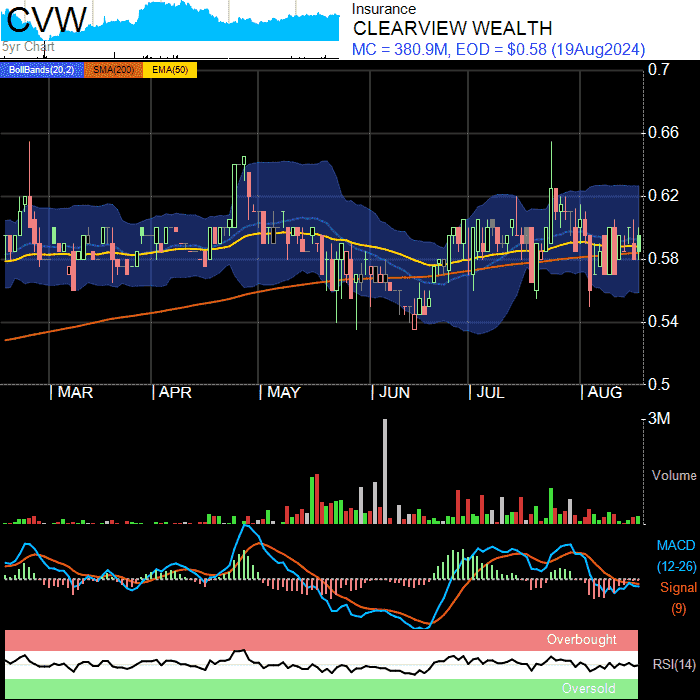 CVW
5yr Chart
Insurance
CLEARVIEW WEALTH
MC = 380.9M, EOD = $0.58 (19Aug2024)
BollBands(20,2) SMA(200) EMA(50)
0.7
0.66
0.62
0.58
0.54
0.5
MAR APR MAY JUN JUL AUG
3M
Volume
MACD
(12-26)
Signal
(9)
Overbought
RSI(14)
Oversold